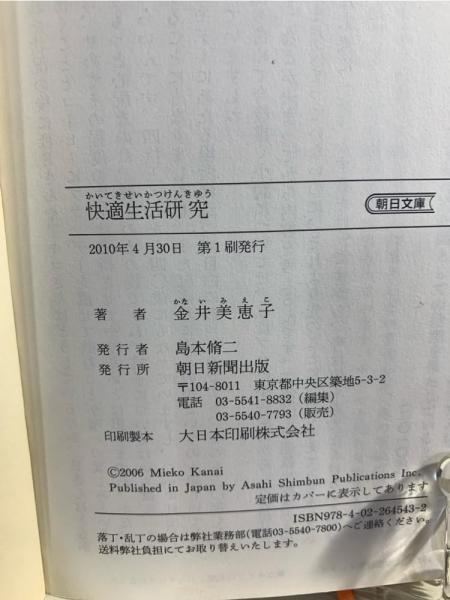 かいてきせいかつけんきゆう
快適生活研究
朝日文庫
2010年4月30日 第1刷発行
かな い み え こ
著者 金井美恵子
発行者 島本脩二
発行所 朝日新聞出版
〒104-8011 東京都中央区築地5-3-2
電話 03-5541-8832（編集）
03-5540-7793（販売）
印刷製本 大日本印刷株式会社
©2006 Mieko Kanai
Published in Japan by Asahi Shimbun Publications Inc.
定価はカバーに表示してあります
ISBN978-4-02-264543-2
落丁・乱丁の場合は弊社業務部（電話03-5540-7800）へご連絡ください。
送料弊社負担にてお取り替えいたします。